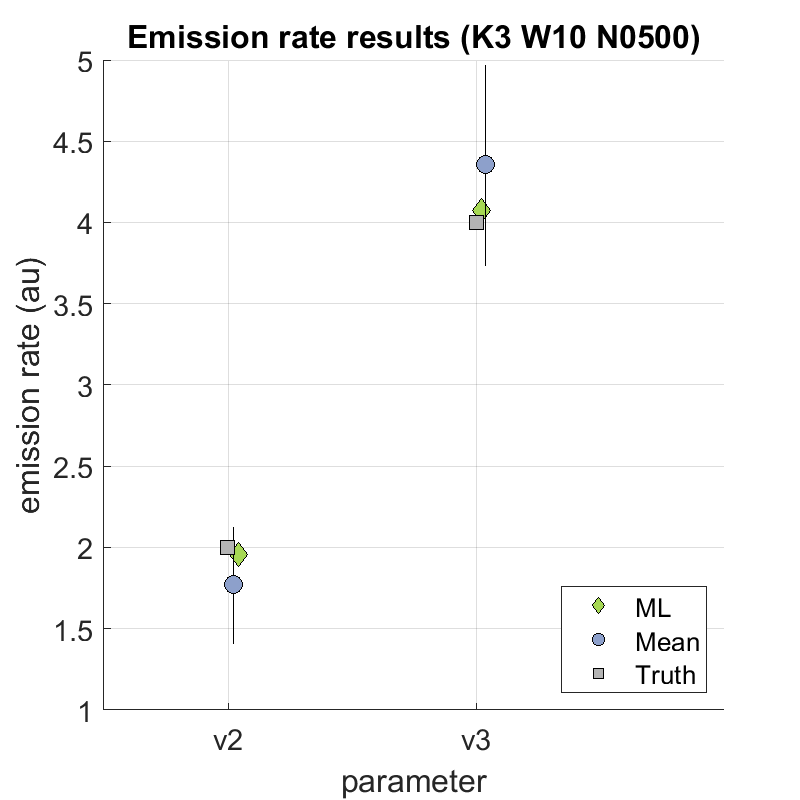 Emission rate results (K3 W10 N0500)
5
4.5
4
3.5
3
2.5
2
1.5
1
emission rate (au)
v2 v3
parameter
ML
Mean
Truth